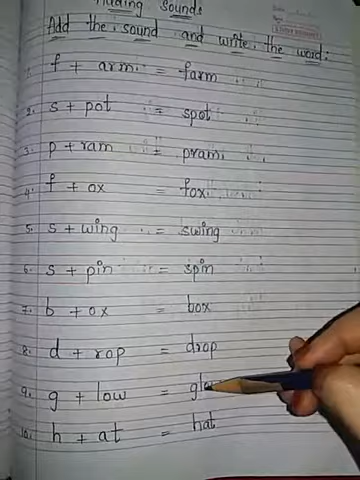 Adding Sounds
Add the sound and write the word:
1. f + arm = farm
2. s + pot = spot
3. p + ram = pram
4. f + ox = fox
5. s + wing = swing
6. s + pin = spin
7. b + ox = box
8. d + rop = drop
9. g + low =
10. h + at = hat